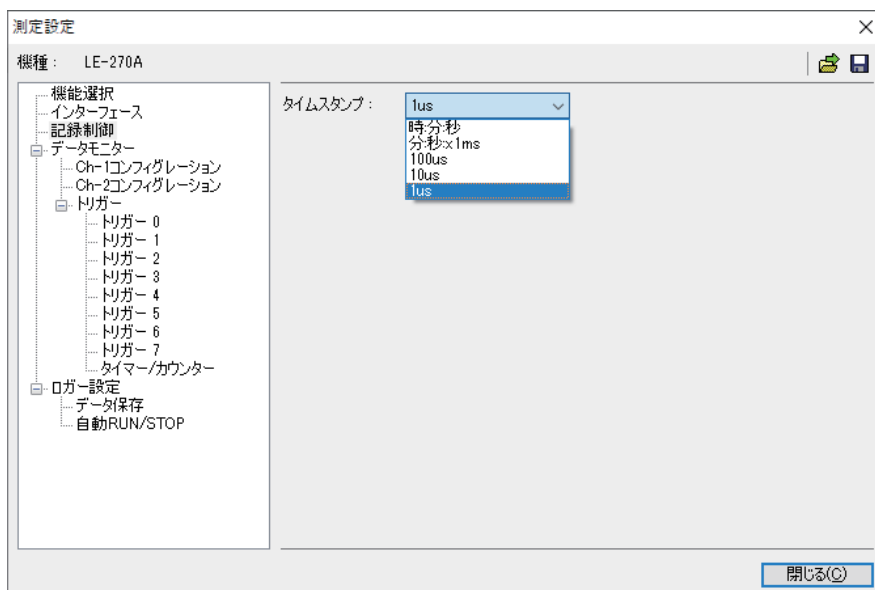 測定設定
機種： LE-270A
機能選択
インターフェース
記録制御
データモニター
Ch-1コンフィグレーション
Ch-2コンフィグレーション
トリガー
トリガー 0
トリガー 1
トリガー 2
トリガー 3
トリガー 4
トリガー 5
トリガー 6
トリガー 7
タイマー/カウンター
ロガー設定
データ保存
自動RUN/STOP
タイムスタンプ： 1us
時:分:秒
分:秒:x1ms
100us
10us
1us
閉じる(C)